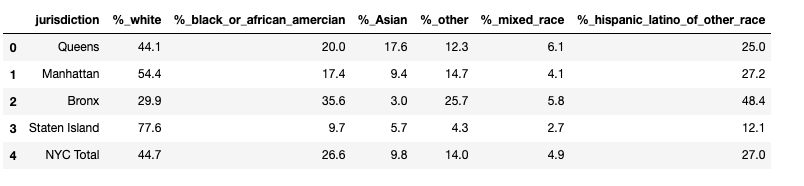 jurisdiction %_white %_black_or_african_amercian %_Asian %_other %_mixed_race %_hispanic_latino_of_other_race
0 Queens 44.1 20.0 17.6 12.3 6.1 25.0
1 Manhattan 54.4 17.4 9.4 14.7 4.1 27.2
2 Bronx 29.9 35.6 3.0 25.7 5.8 48.4
3 Staten Island 77.6 9.7 5.7 4.3 2.7 12.1
4 NYC Total 44.7 26.6 9.8 14.0 4.9 27.0